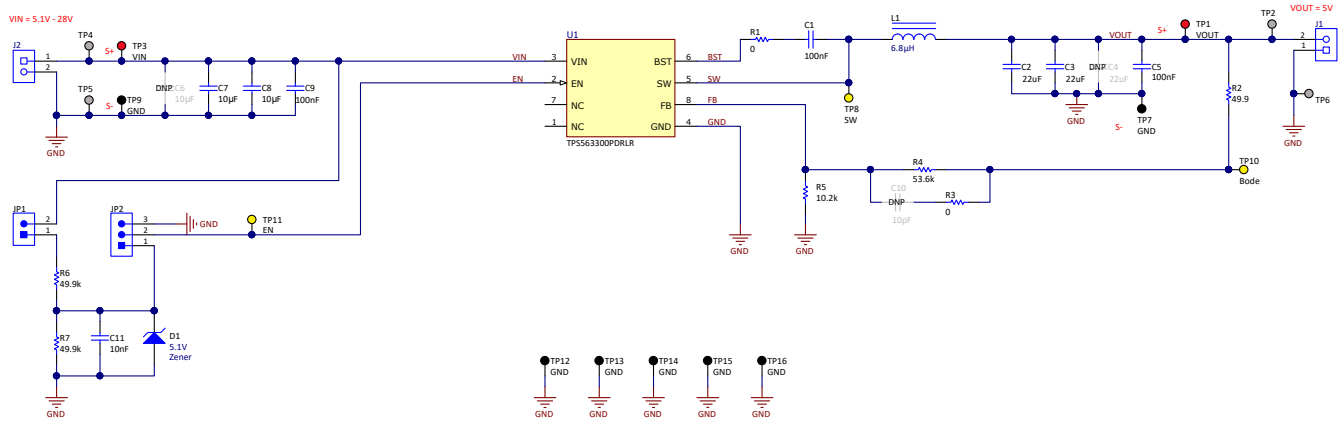 VIN = 5.1V - 28V
VOUT = 5V
J2
1
2
TP4
S+
TP3
VIN
TP5
S-
TP9
GND
GND
DNP
C6
10µF
C7
10µF
C8
10µF
C9
100nF
VIN
EN
U1
3
VIN
2
EN
7
NC
1
NC
BST
6
SW
5
FB
8
GND
4
TPS563300PDRLR
BST
SW
FB
GND
R1
0
C1
100nF
L1
6.8µH
TP8
SW
C2
22uF
C3
22uF
DNP
C4
22uF
C5
100nF
GND
VOUT
S+
TP1
VOUT
TP2
J1
2
1
TP7
GND
S-
R2
49.9
TP6
GND
TP10
Bode
R4
53.6k
R5
10.2k
C10
DNP
10pF
R3
0
GND
GND
JP1
2
1
JP2
3
2
1
GND
TP11
EN
R6
49.9k
R7
49.9k
C11
10nF
D1
5.1V
Zener
GND
TP12
GND
TP13
GND
TP14
GND
TP15
GND
TP16
GND
GND
GND
GND
GND
GND